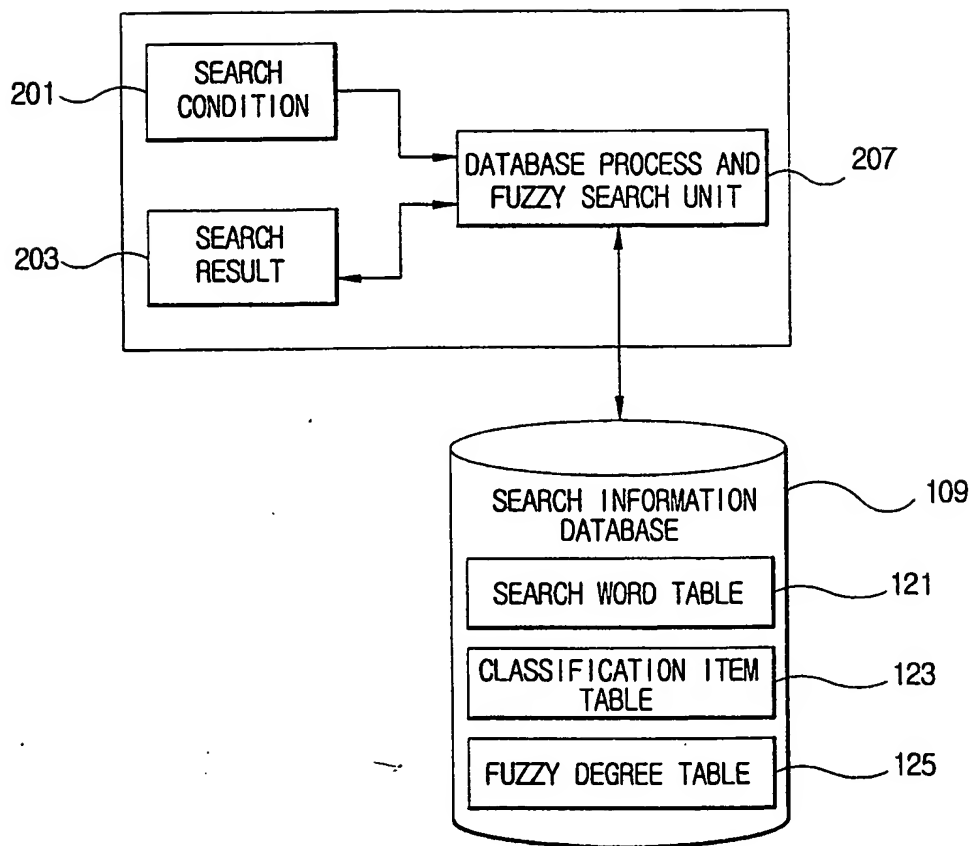 201
SEARCH
CONDITION
DATABASE PROCESS AND
FUZZY SEARCH UNIT
207
203
SEARCH
RESULT
109
SEARCH INFORMATION
DATABASE
SEARCH WORD TABLE
121
CLASSIFICATION ITEM
TABLE
123
FUZZY DEGREE TABLE
125